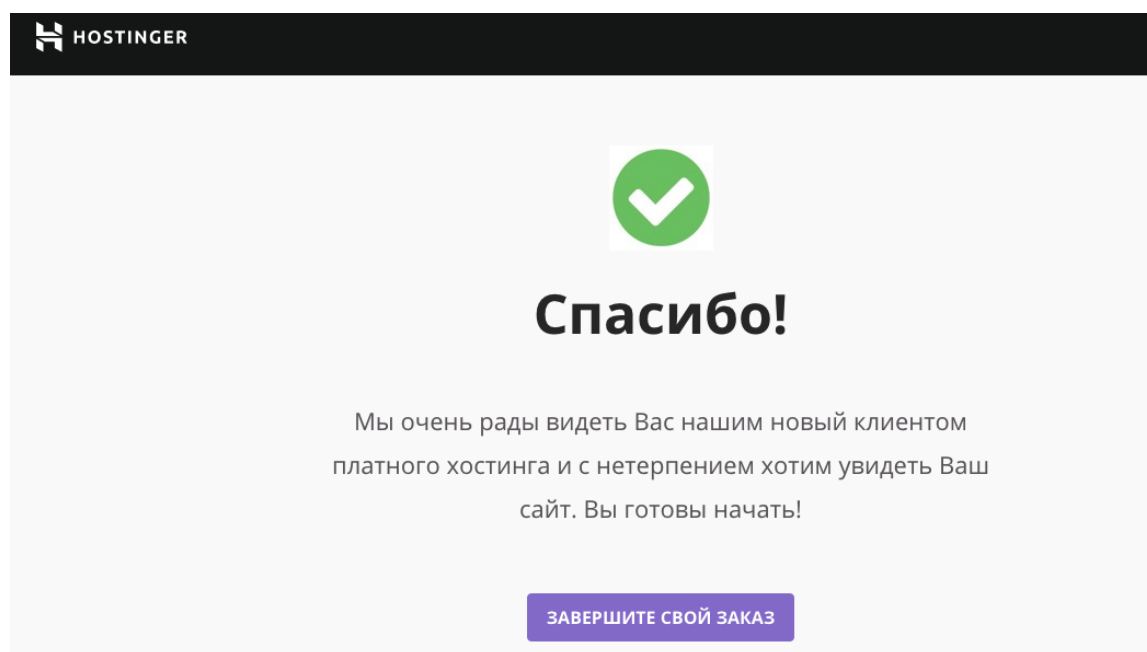 HOSTINGER
Спасибо!
Мы очень рады видеть Вас нашим новый клиентом
платного хостинга и с нетерпением хотим увидеть Ваш
сайт. Вы готовы начать!
ЗАВЕРШИТЕ СВОЙ ЗАКАЗ